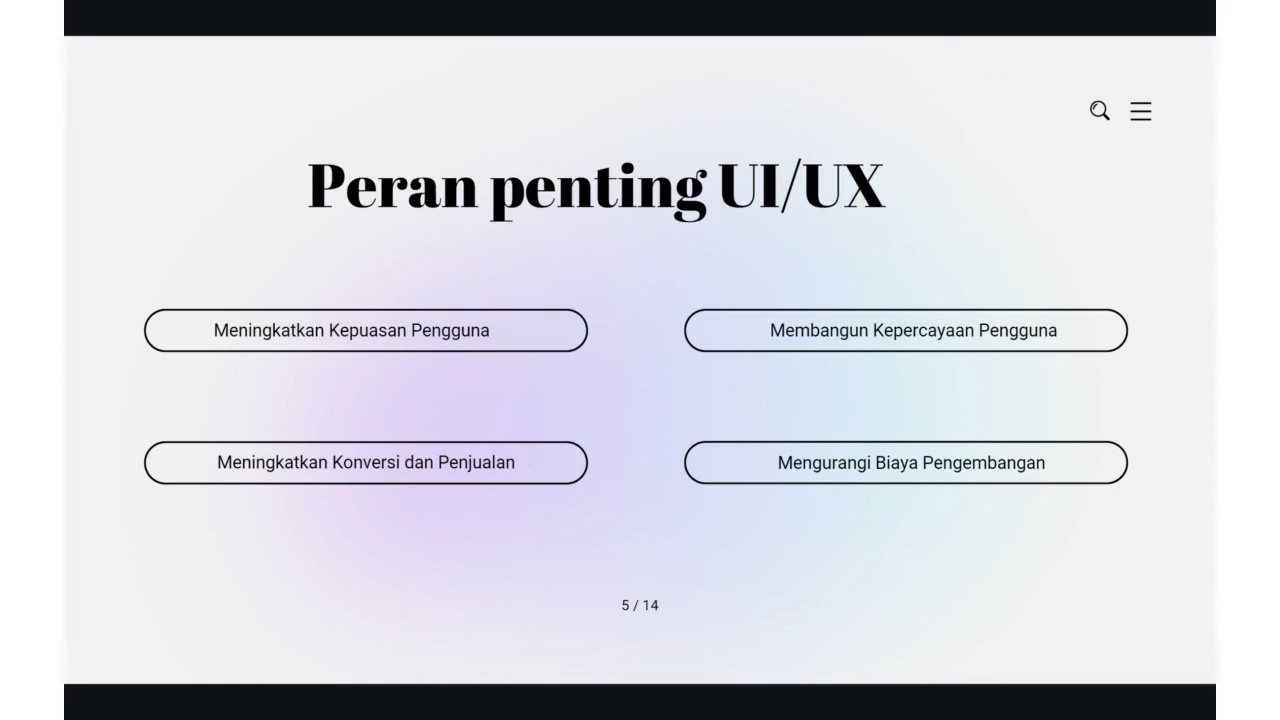 Peran penting UI/UX
Meningkatkan Kepuasan Pengguna
Membangun Kepercayaan Pengguna
Meningkatkan Konversi dan Penjualan
Mengurangi Biaya Pengembangan
5 / 14